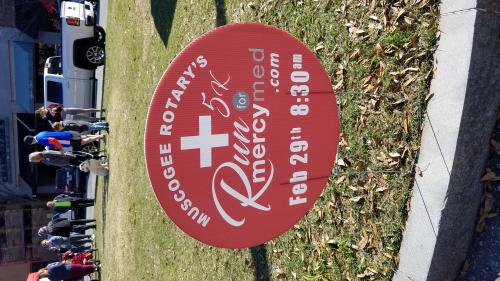 MUSCOGEE ROTARY'S
5K
Run for
mercymed
.com
Feb 29th 8:30am